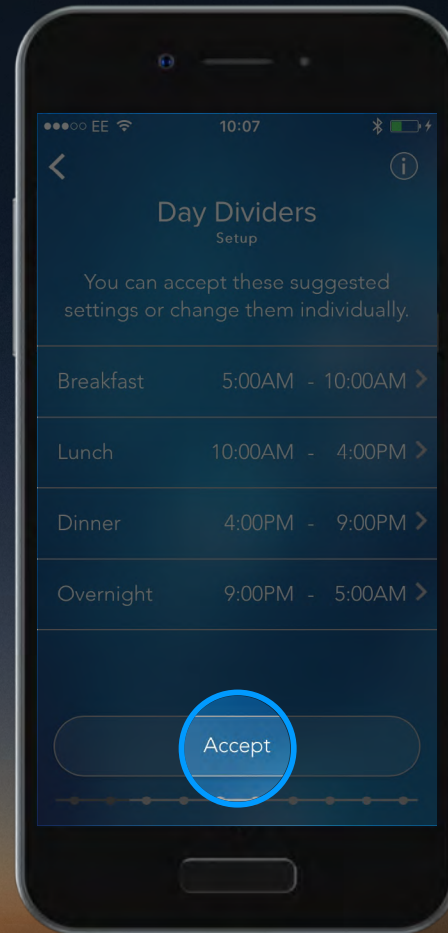 EE 10:07
Day Dividers
Setup
You can accept these suggested
settings or change them individually.
Breakfast 5:00AM - 10:00AM
Lunch 10:00AM - 4:00PM
Dinner 4:00PM - 9:00PM
Overnight 9:00PM - 5:00AM
Accept